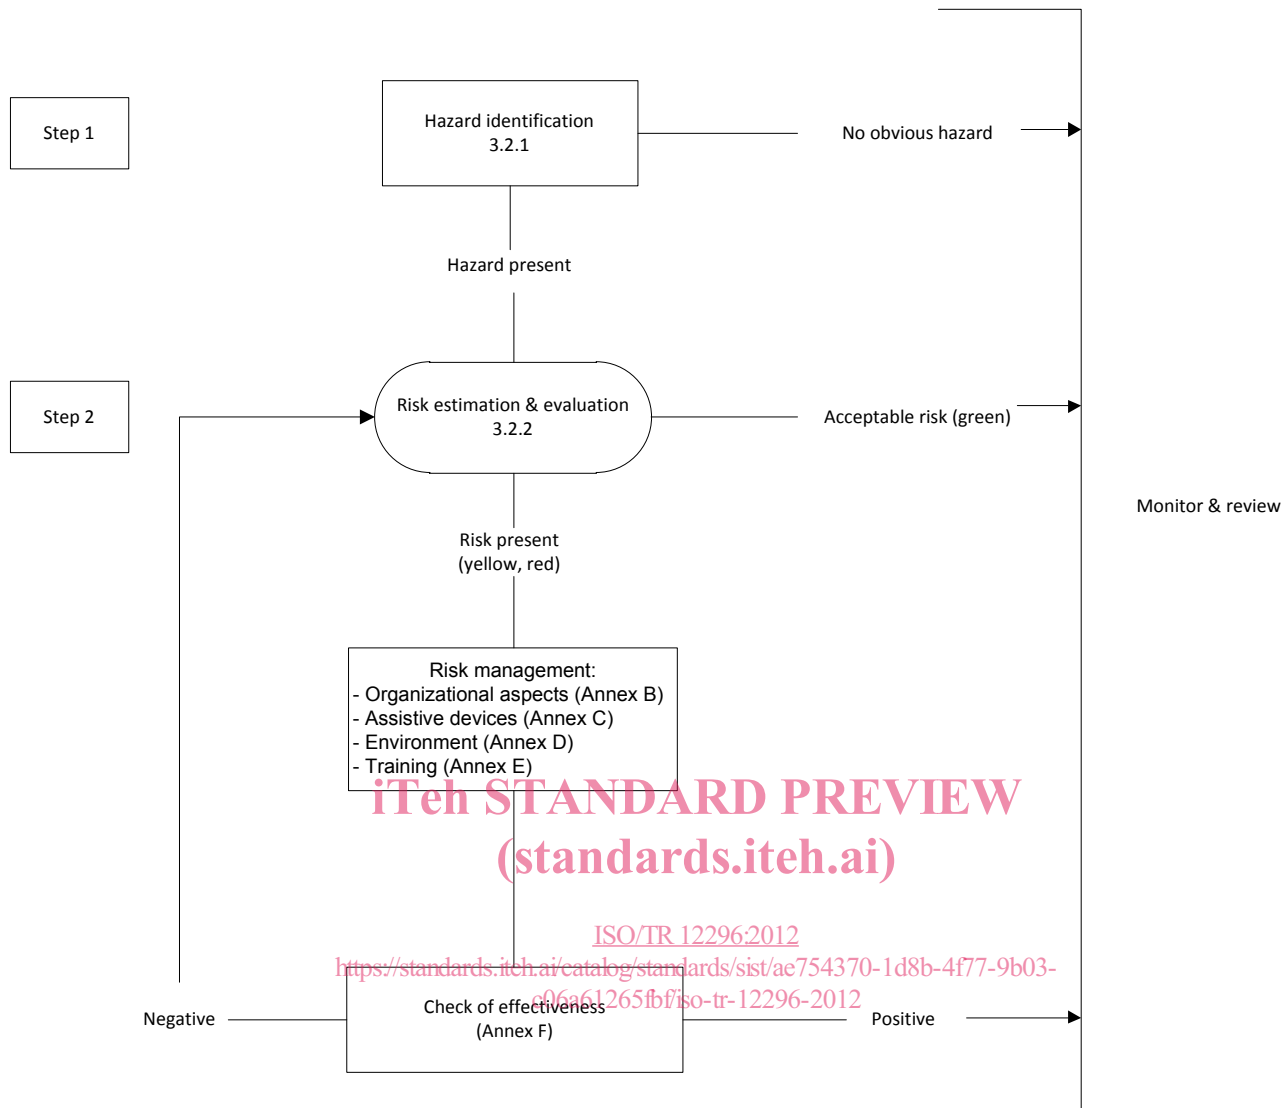 Step 1
Hazard identification
3.2.1
No obvious hazard
Hazard present
Step 2
Risk estimation & evaluation
3.2.2
Acceptable risk (green)
Monitor & review
Risk present
(yellow, red)
Risk management:
- Organizational aspects (Annex B)
- Assistive devices (Annex C)
- Environment (Annex D)
- Training (Annex E)
iTeh STANDARD PREVIEW
(standards.iteh.ai)
ISO/TR 12296:2012
https://standards.iteh.ai/catalog/standards/sist/ae754370-1d8b-4f77-9b03-
c06a61265fbf/iso-tr-12296-2012
Negative
Check of effectiveness
(Annex F)
Positive